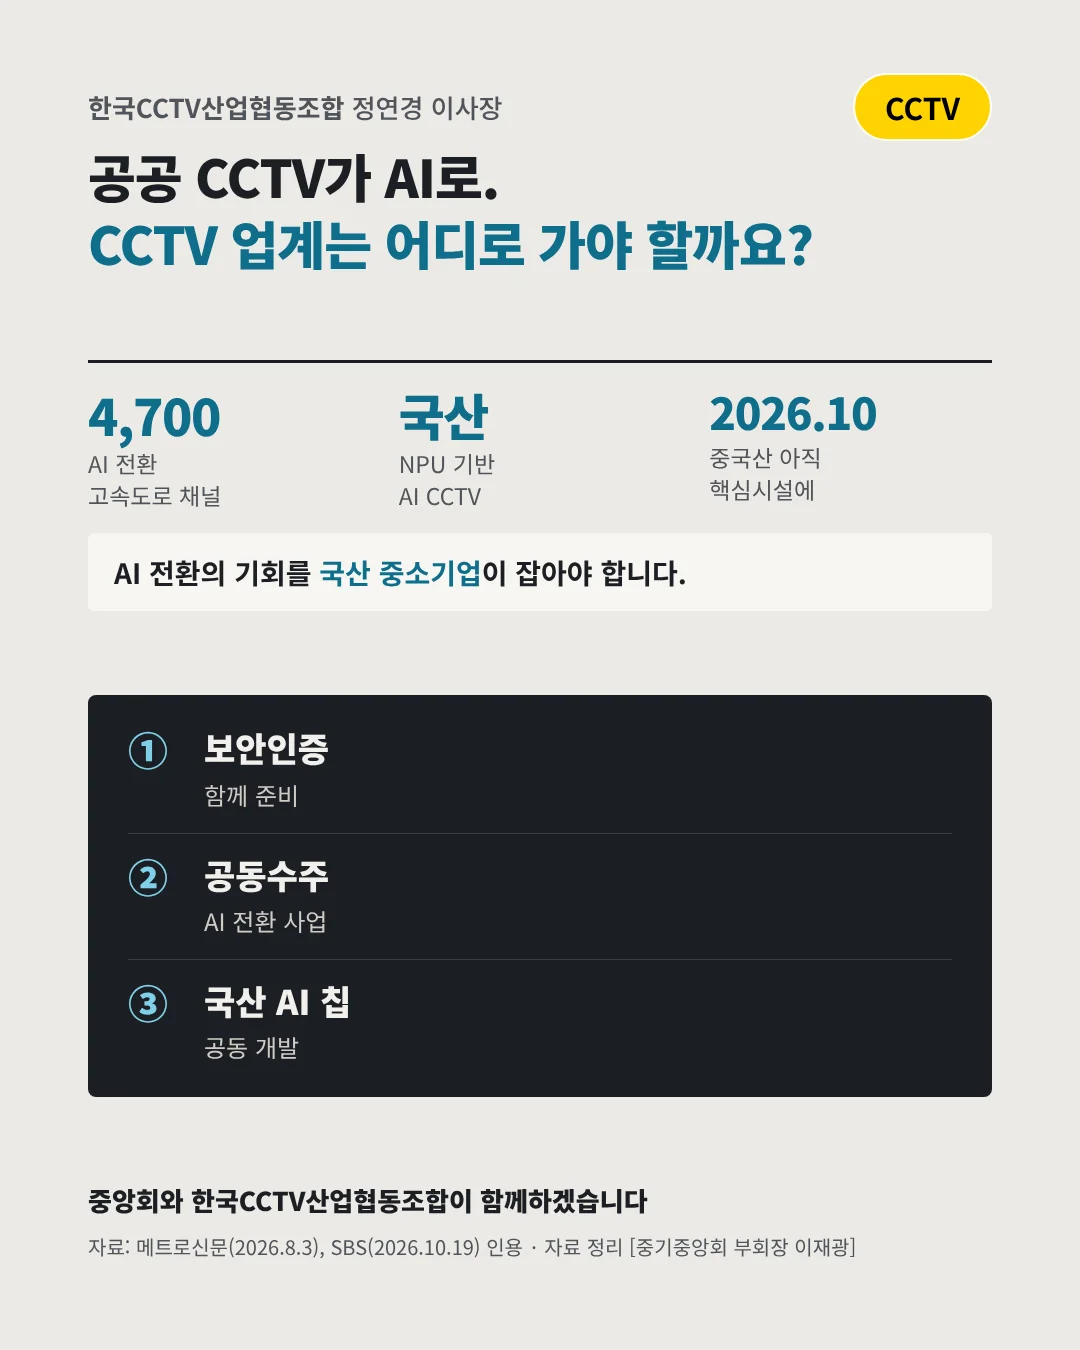 한국CCTV산업협동조합 정연경 이사장
CCTV
공공 CCTV가 AI로.
CCTV 업계는 어디로 가야 할까요?
4,700
AI 전환
고속도로 채널
국산
NPU 기반
AI CCTV
2026.10
중국산 아직
핵심시설에
AI 전환의 기회를 국산 중소기업이 잡아야 합니다.
① 보안인증
함께 준비
② 공동수주
AI 전환 사업
③ 국산 AI 칩
공동 개발
중앙회와 한국CCTV산업협동조합이 함께하겠습니다
자료: 메트로신문(2026.8.3), SBS(2026.10.19) 인용 · 자료 정리 [중기중앙회 부회장 이재광]